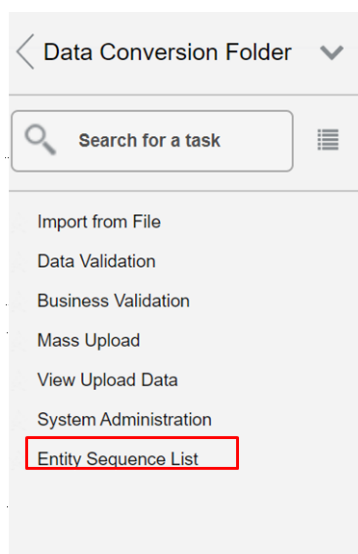 Data Conversion Folder
Search for a task
Import from File
Data Validation
Business Validation
Mass Upload
View Upload Data
System Administration
Entity Sequence List